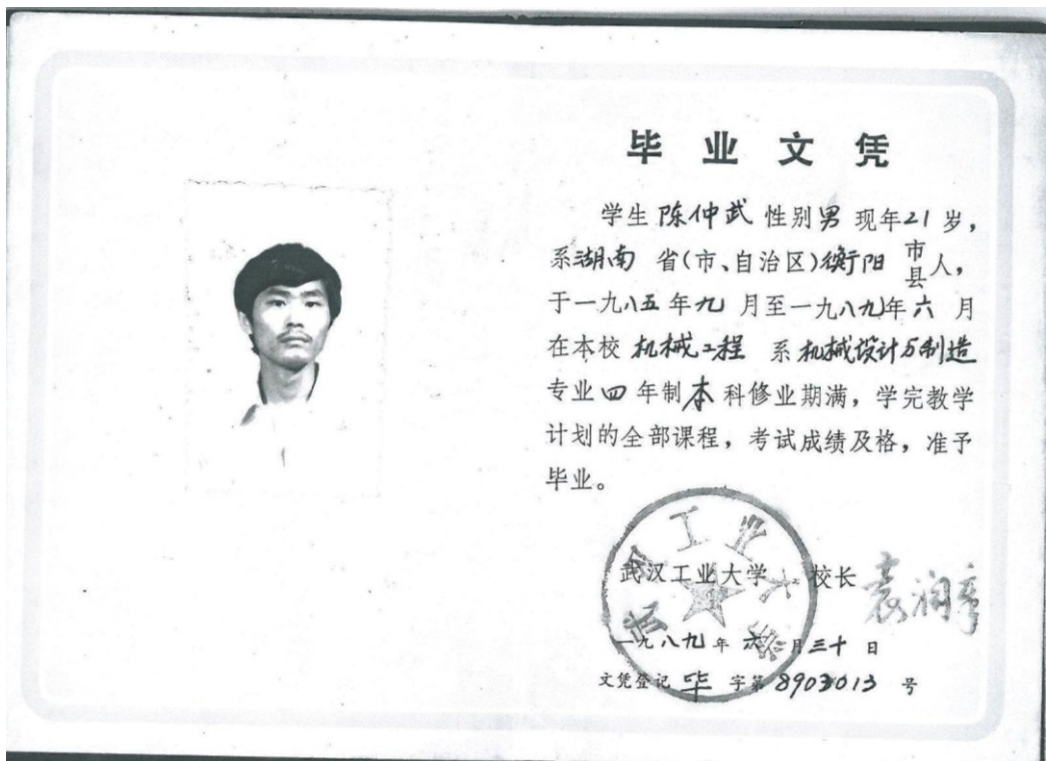 毕业文凭
学生 陈仲武 性别 男 现年 21 岁，
系 湖南 省(市、自治区) 衡阳 市县人，
于一九八五年九月至一九八九年六月
在本校 机械工程 系 机械设计与制造
专业 四 年制 本 科修业期满，学完教学
计划的全部课程，考试成绩及格，准予
毕业。
武汉工业大学 校长 袁润章
一九八九年六月三十日
文凭登记 毕 字第 8903013 号